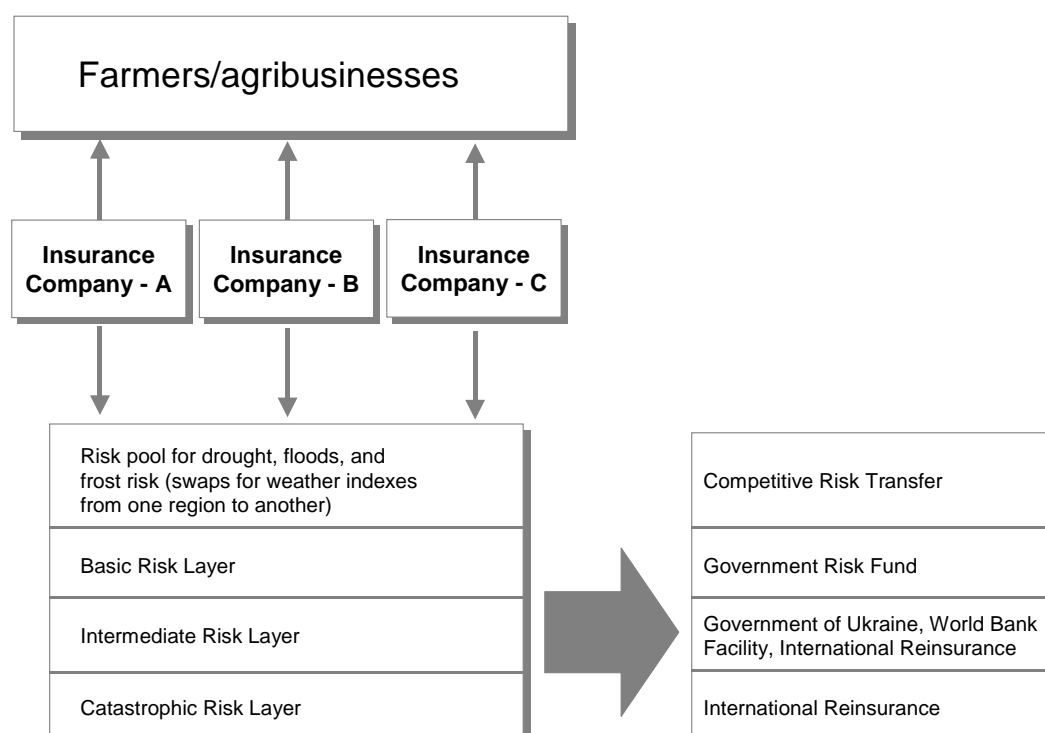 Farmers/agribusinesses
Insurance
Company - A
Insurance
Company - B
Insurance
Company - C
Risk pool for drought, floods, and
frost risk (swaps for weather indexes
from one region to another)
Basic Risk Layer
Intermediate Risk Layer
Catastrophic Risk Layer
Competitive Risk Transfer
Government Risk Fund
Government of Ukraine, World Bank
Facility, International Reinsurance
International Reinsurance